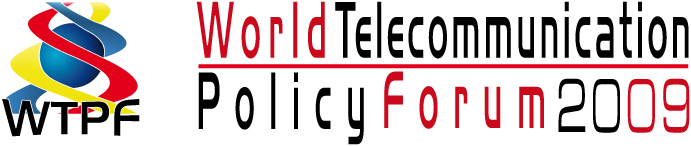 WTPF
World Telecommunication
Policy Forum 2009